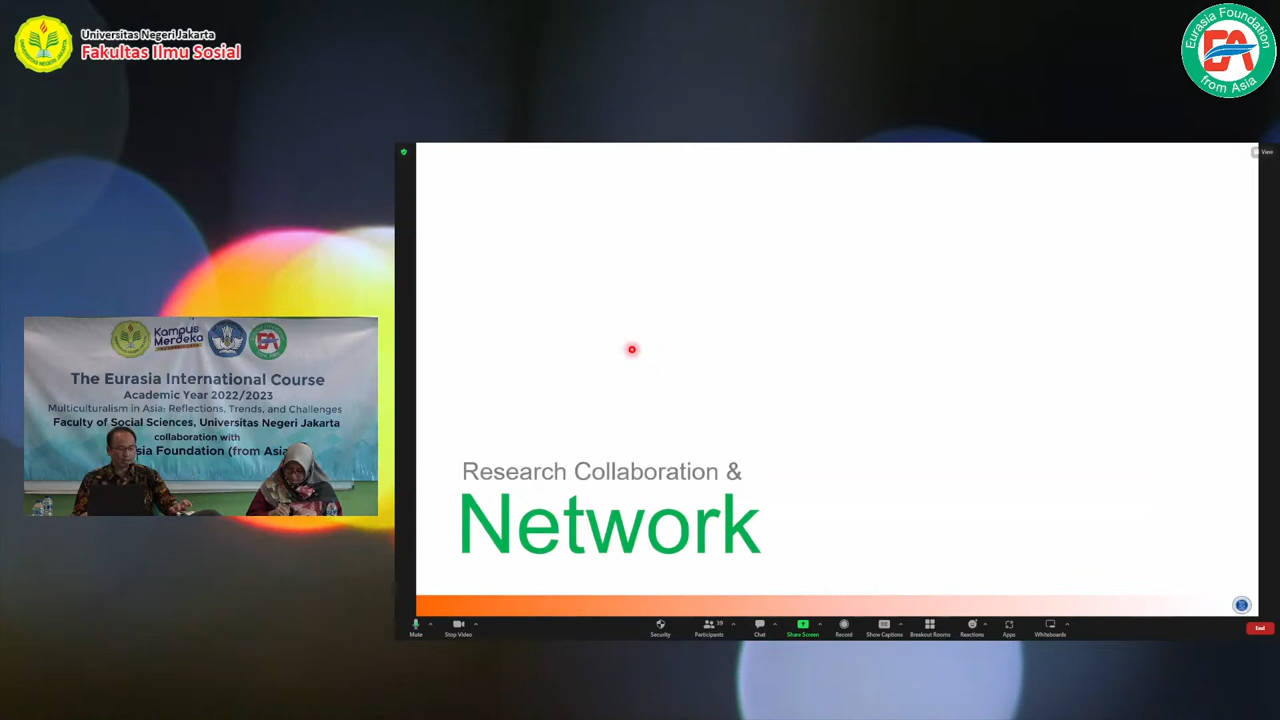 Universitas Negeri Jakarta
Fakultas Ilmu Sosial
Eurasia Foundation
EA
from Asia
View
Kampus
Merdeka
The Eurasia International Course
Academic Year 2022/2023
Multiculturalism in Asia: Reflections, Trends, and Challenges
Faculty of Social Sciences, Universitas Negeri Jakarta
collaboration with
sia Foundation (from Asia
Research Collaboration &
Network
Mute
Stop Video
Security
Participants
39
Chat
Share Screen
Record
Show Captions
Breakout Rooms
Reactions
Apps
Whiteboards
End